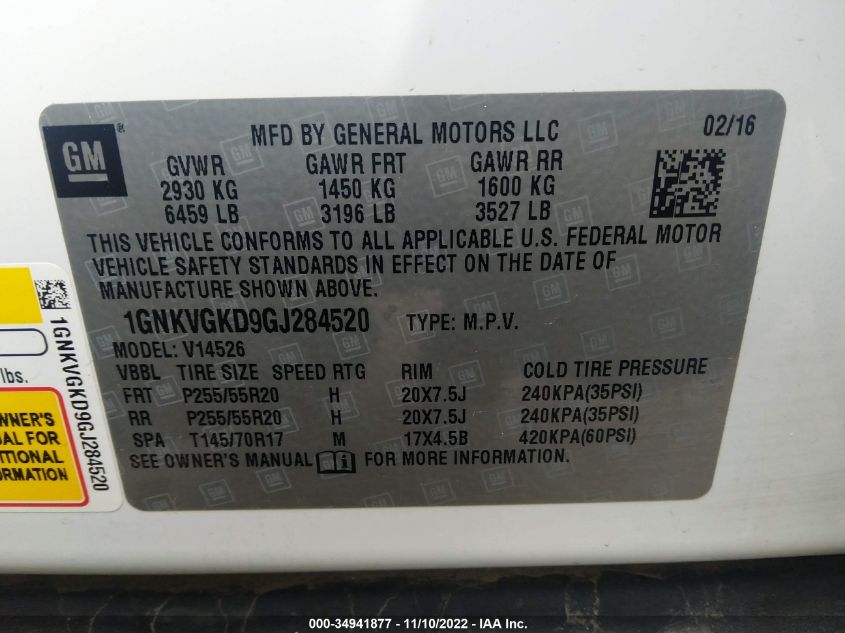 GM
MFD BY GENERAL MOTORS LLC 02/16
GVWR GAWR FRT GAWR RR
2930 KG 1450 KG 1600 KG
6459 LB 3196 LB 3527 LB
THIS VEHICLE CONFORMS TO ALL APPLICABLE U.S. FEDERAL MOTOR
VEHICLE SAFETY STANDARDS IN EFFECT ON THE DATE OF
MANUFACTURE SHOWN ABOVE.
1GNKVGKD9GJ284520 TYPE: M.P.V.
MODEL: V14526
VBBL TIRE SIZE SPEED RTG RIM COLD TIRE PRESSURE
FRT P255/55R20 H 20X7.5J 240KPA(35PSI)
RR P255/55R20 H 20X7.5J 240KPA(35PSI)
SPA T145/70R17 M 17X4.5B 420KPA(60PSI)
SEE OWNER'S MANUAL FOR MORE INFORMATION.
1GNKVGKD9GJ284520
lbs.
OWNER'S
FOR
000-34941877 - 11/10/2022 - IAA Inc.